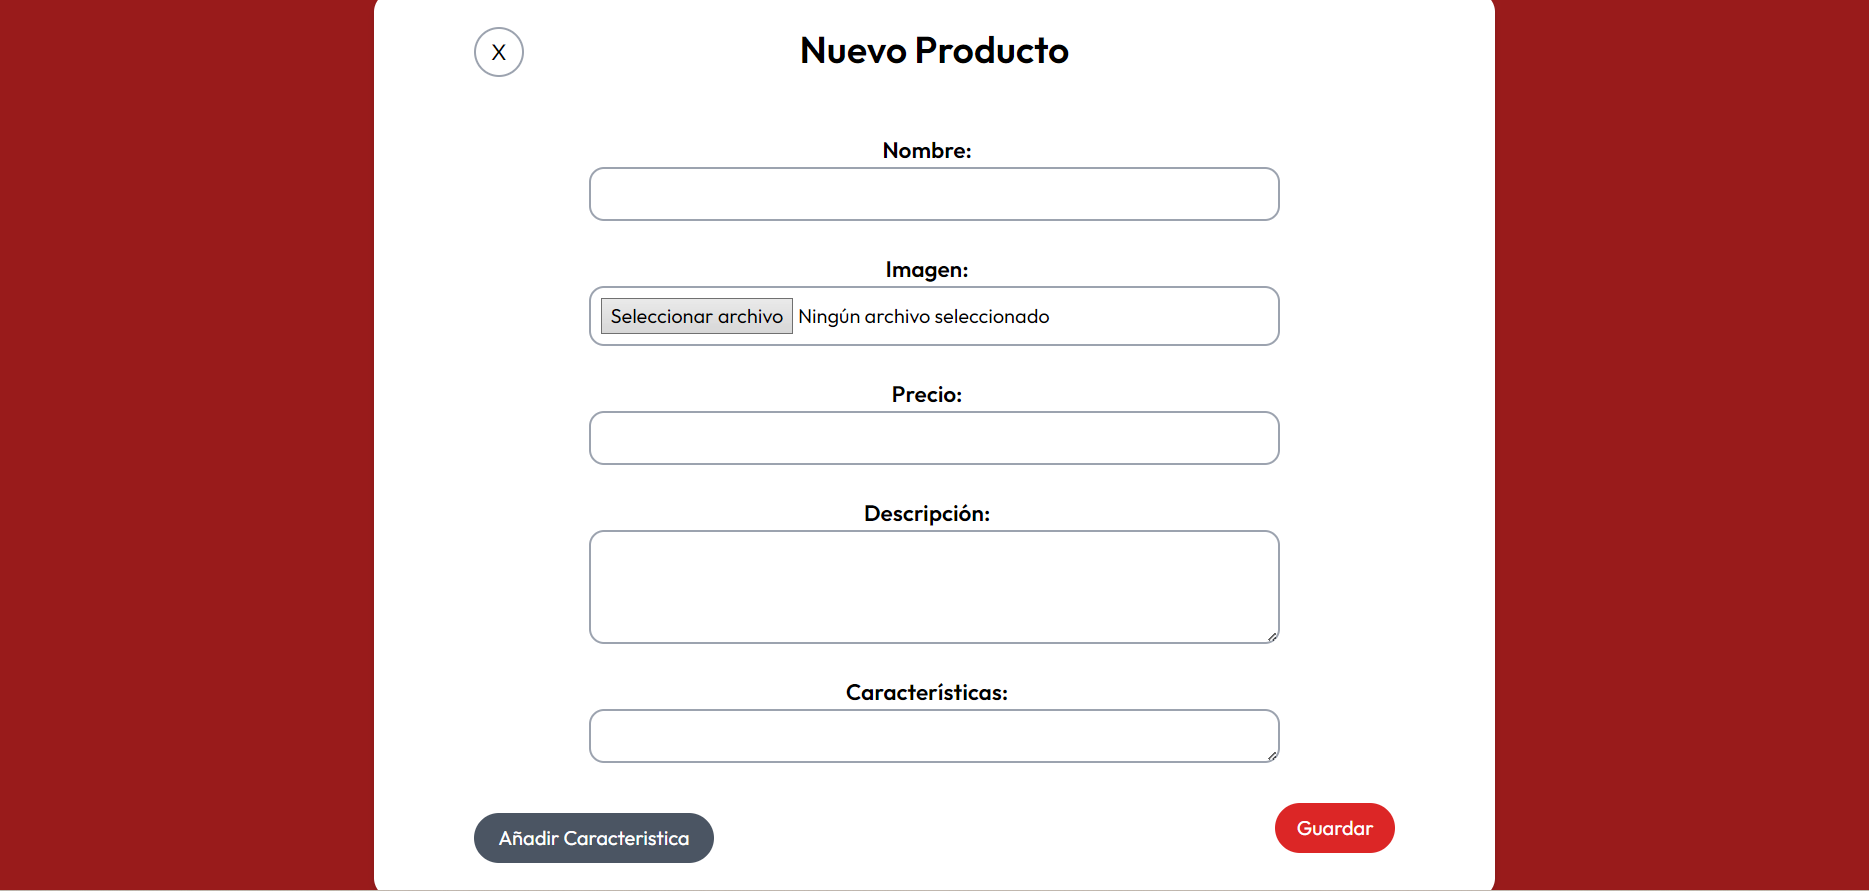 X
Nuevo Producto
Nombre:
Imagen:
Seleccionar archivo Ningún archivo seleccionado
Precio:
Descripción:
Características:
Añadir Caracteristica
Guardar